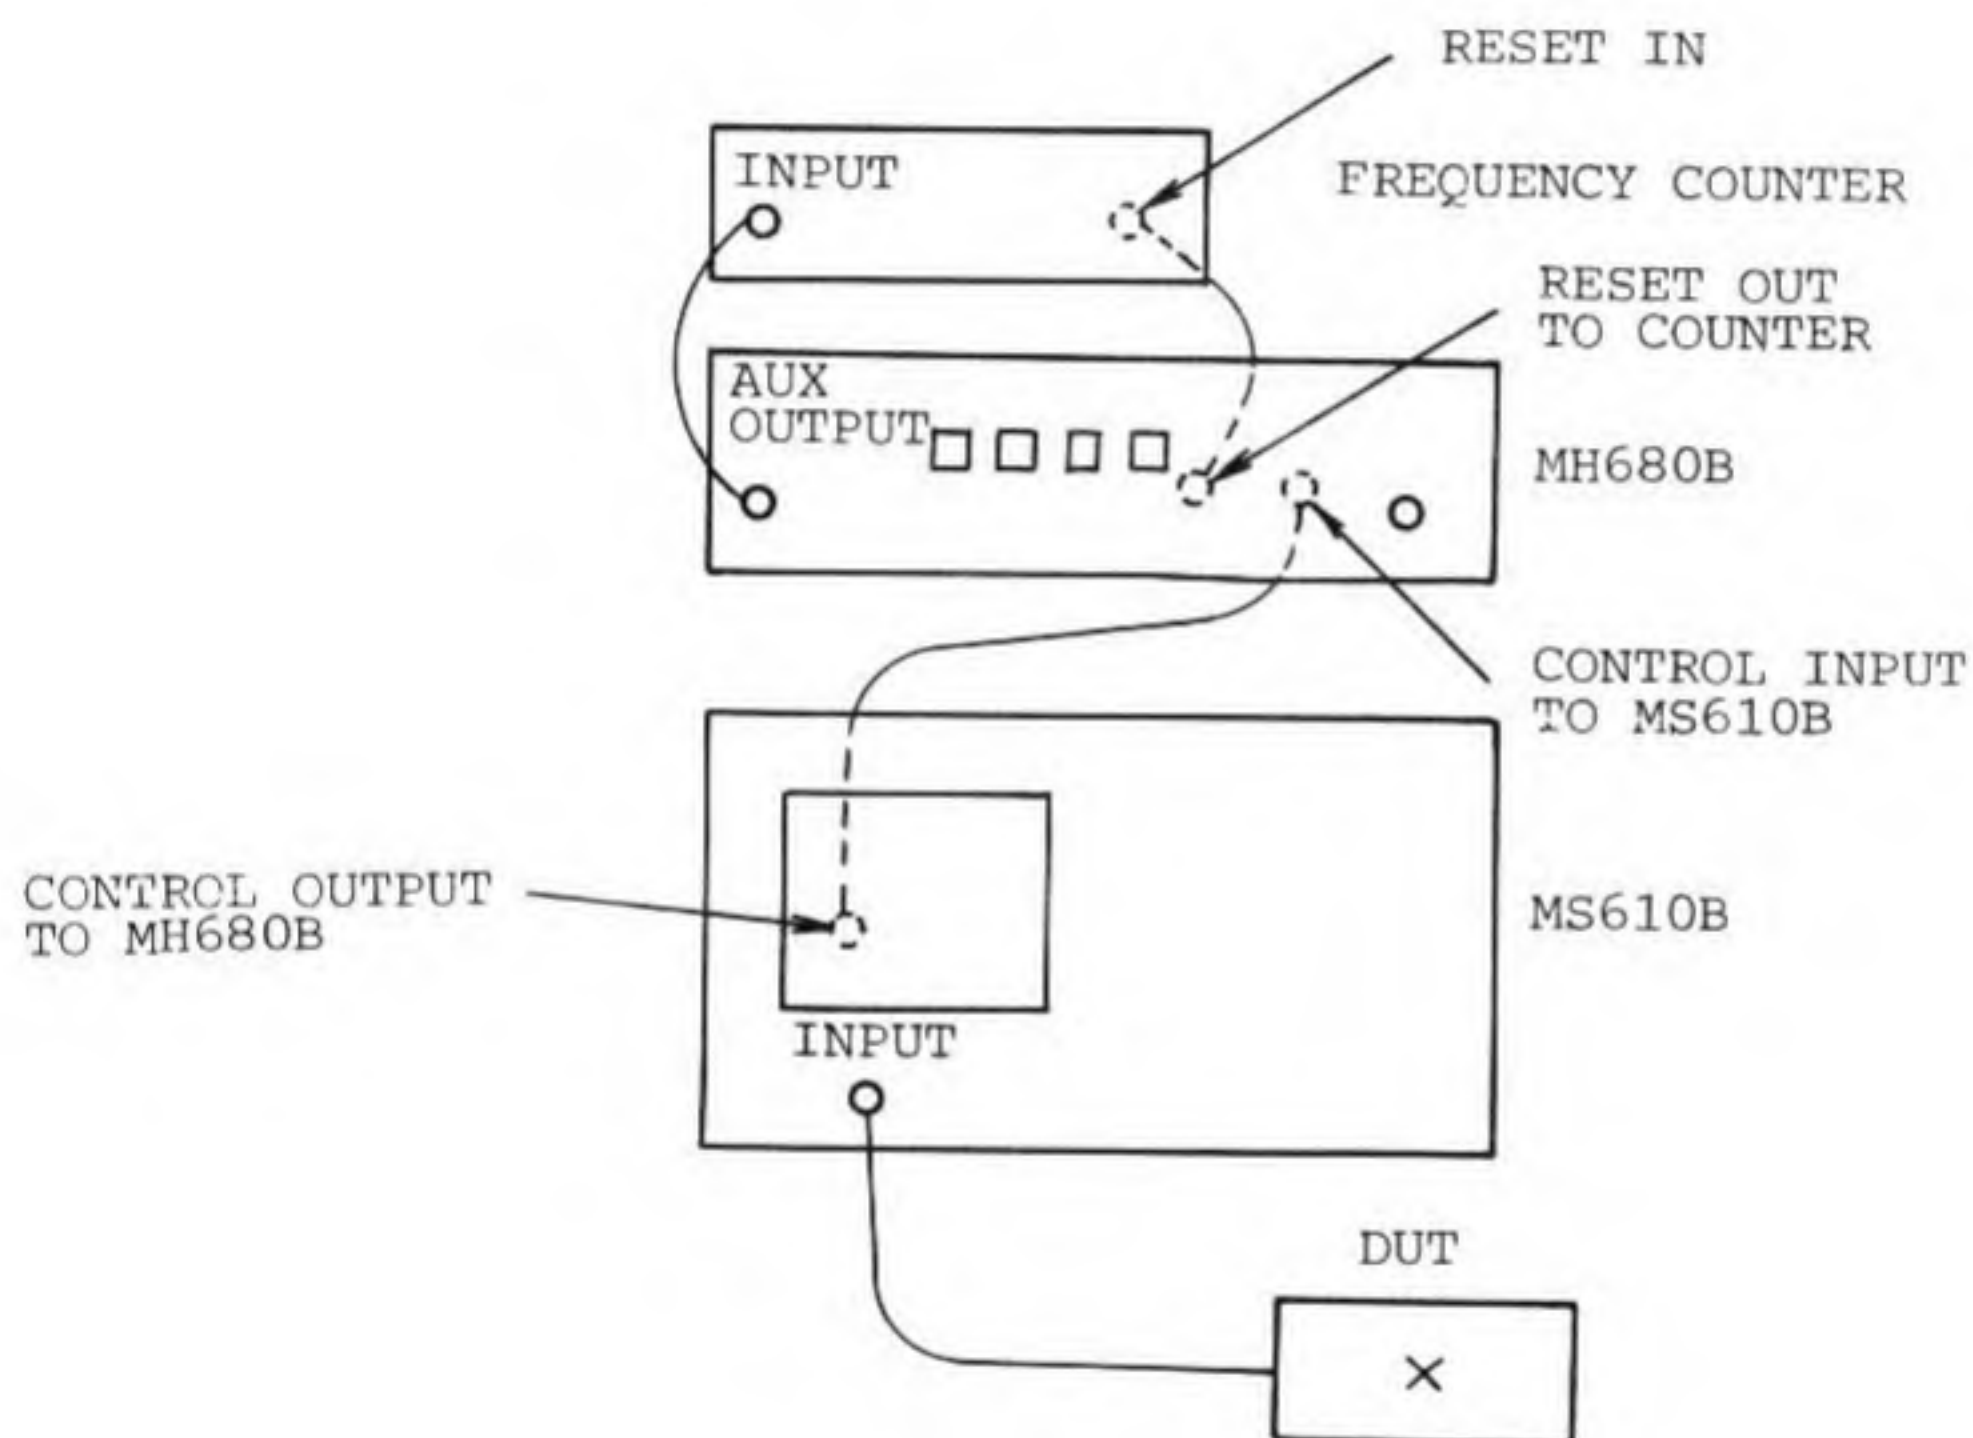 RESET IN
INPUT
FREQUENCY COUNTER
RESET OUT
TO COUNTER
AUX
OUTPUT
MH680B
CONTROL INPUT
TO MS610B
CONTROL OUTPUT
TO MH680B
MS610B
INPUT
DUT
X